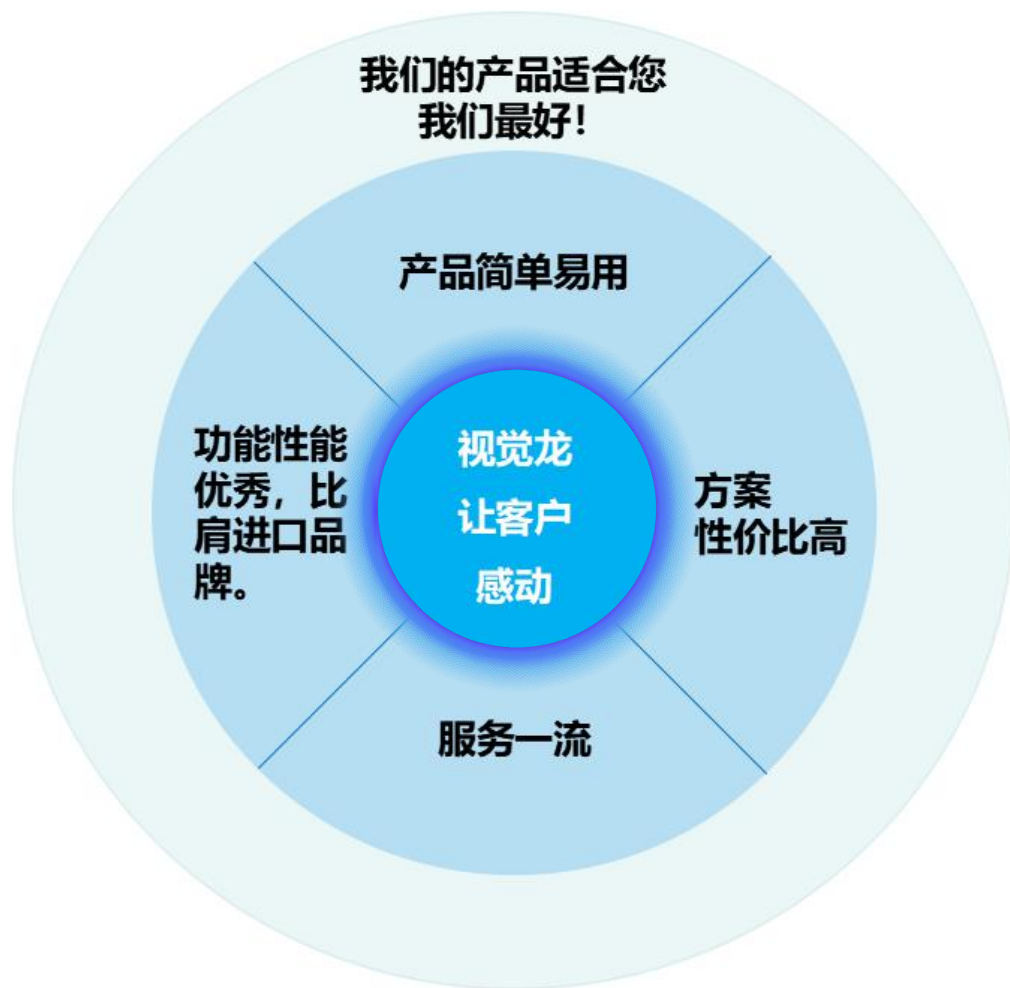 我们的产品适合您
我们最好！
产品简单易用
功能性能
优秀，比
肩进口品
牌。
视觉龙
让客户
感动
方案
性价比高
服务一流